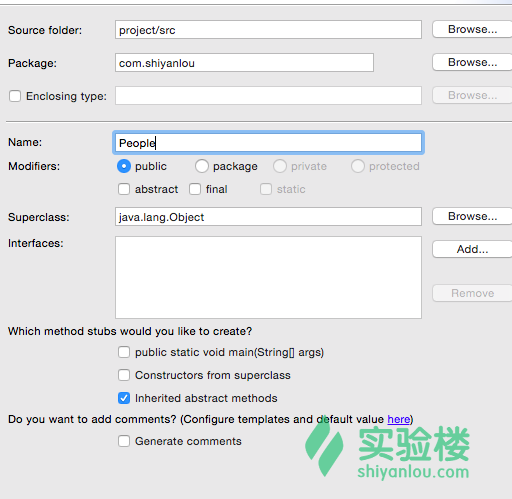 Source folder: project/src Browse...
Package: com.shiyanlou Browse...
Enclosing type: Browse...
Name: People
Modifiers: public package private protected
abstract final static
Superclass: java.lang.Object Browse...
Interfaces: Add...
Remove
Which method stubs would you like to create?
public static void main(String[] args)
Constructors from superclass
Inherited abstract methods
Do you want to add comments? (Configure templates and default value here)
Generate comments
实验楼
shiyanlou.com